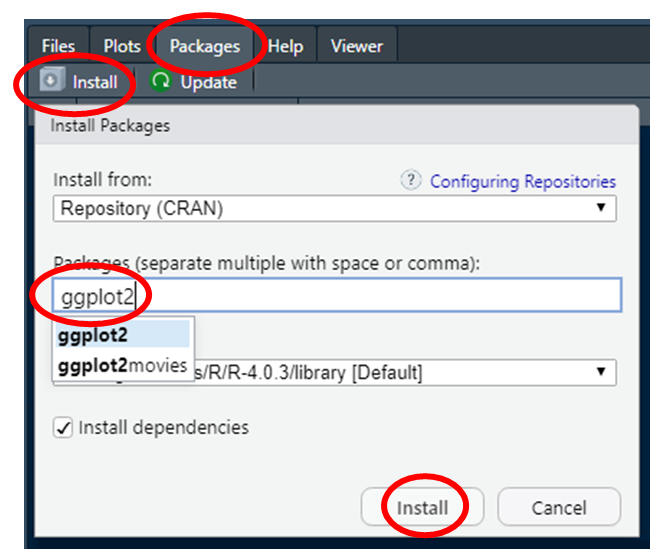 Files Plots Packages Help Viewer
Install Update
Install Packages
Install from: ? Configuring Repositories
Repository (CRAN)
Packages (separate multiple with space or comma):
ggplot2
ggplot2
ggplot2movies
s/R/R-4.0.3/library [Default]
Install dependencies
Install Cancel